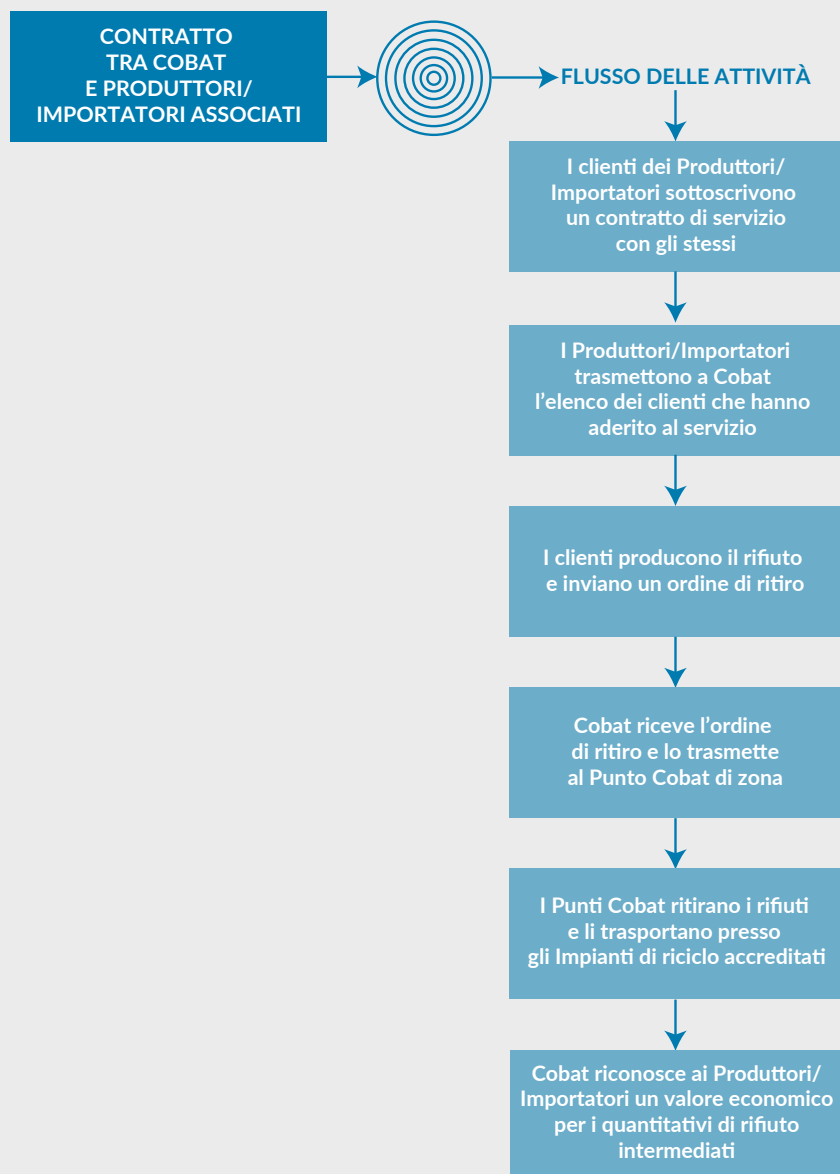 CONTRATTO
TRA COBAT
E PRODUTTORI/
IMPORTATORI ASSOCIATI
FLUSSO DELLE ATTIVITÀ
I clienti dei Produttori/
Importatori sottoscrivono
un contratto di servizio
con gli stessi
I Produttori/Importatori
trasmettono a Cobat
l’elenco dei clienti che hanno
aderito al servizio
I clienti producono il rifiuto
e inviano un ordine di ritiro
Cobat riceve l’ordine
di ritiro e lo trasmette
al Punto Cobat di zona
I Punti Cobat ritirano i rifiuti
e li trasportano presso
gli Impianti di riciclo accreditati
Cobat riconosce ai Produttori/
Importatori un valore economico
per i quantitativi di rifiuto
intermediati